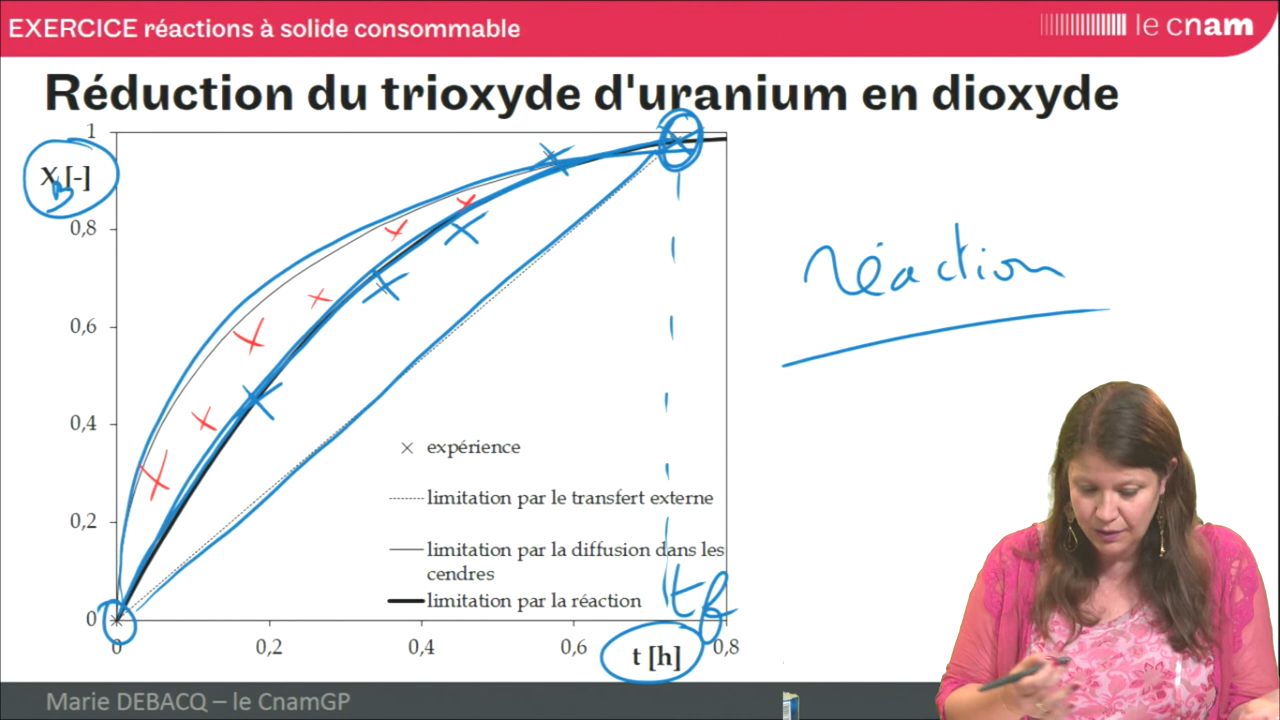 EXERCICE réactions à solide consommable
le cnam
Réduction du trioxyde d'uranium en dioxyde
1
X [-]
B
0,8
0,6
0,4
0,2
0
réaction
expérience
limitation par le transfert externe
limitation par la diffusion dans les
cendres
limitation par la réaction
tf
0
0,2
0,4
0,6
t [h]
0,8
Marie DEBACQ – le CnamGP